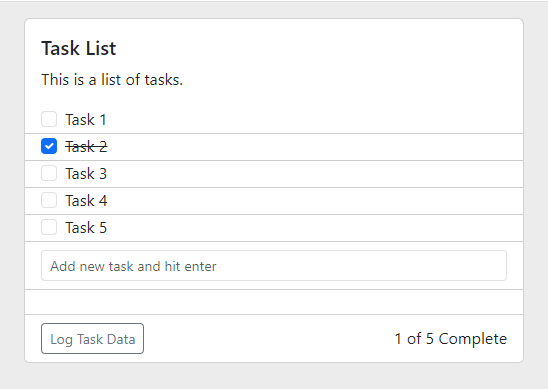 Task List
This is a list of tasks.
Task 1
Task 2
Task 3
Task 4
Task 5
Add new task and hit enter
Log Task Data 1 of 5 Complete